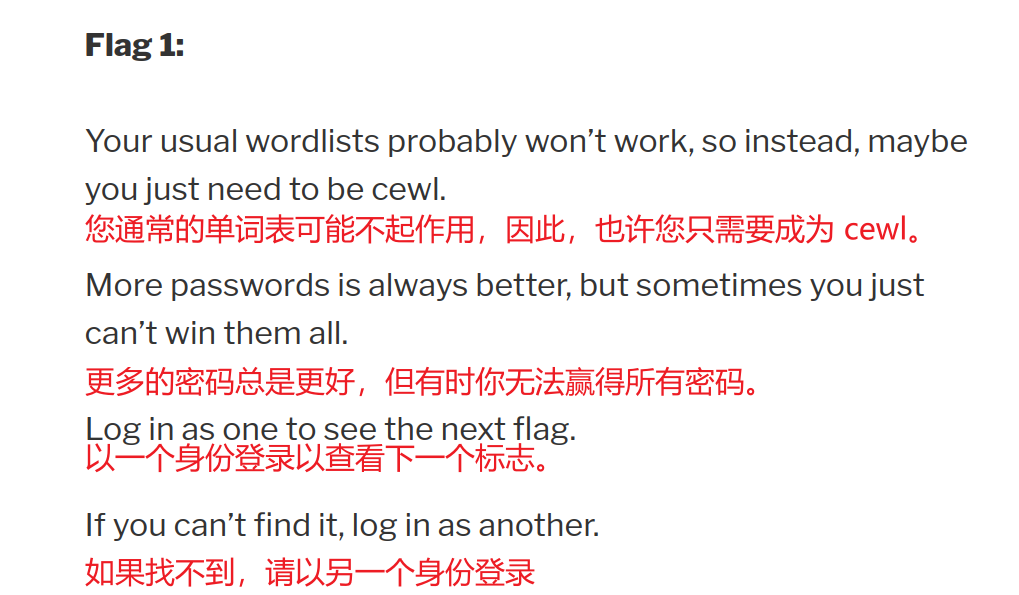 Flag 1:
Your usual wordlists probably won’t work, so instead, maybe
you just need to be cewl.
您通常的单词表可能不起作用，因此，也许您只需要成为 cewl。
More passwords is always better, but sometimes you just
can’t win them all.
更多的密码总是更好，但有时你无法赢得所有密码。
Log in as one to see the next flag.
以一个身份登录以查看下一个标志。
If you can’t find it, log in as another.
如果找不到，请以另一个身份登录